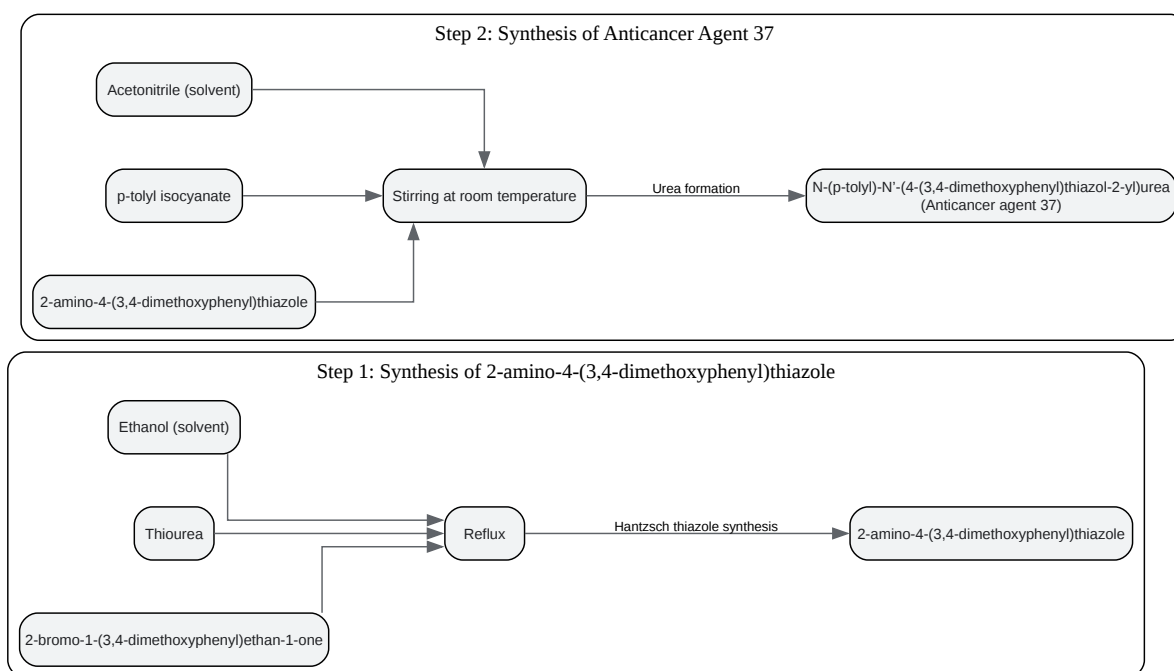 Step 2: Synthesis of Anticancer Agent 37
Acetonitrile (solvent)
p-tolyl isocyanate
Stirring at room temperature
Urea formation
N-(p-tolyl)-N'-(4-(3,4-dimethoxyphenyl)thiazol-2-yl)urea
(Anticancer agent 37)
2-amino-4-(3,4-dimethoxyphenyl)thiazole
Step 1: Synthesis of 2-amino-4-(3,4-dimethoxyphenyl)thiazole
Ethanol (solvent)
Thiourea
Reflux
Hantzsch thiazole synthesis
2-amino-4-(3,4-dimethoxyphenyl)thiazole
2-bromo-1-(3,4-dimethoxyphenyl)ethan-1-one